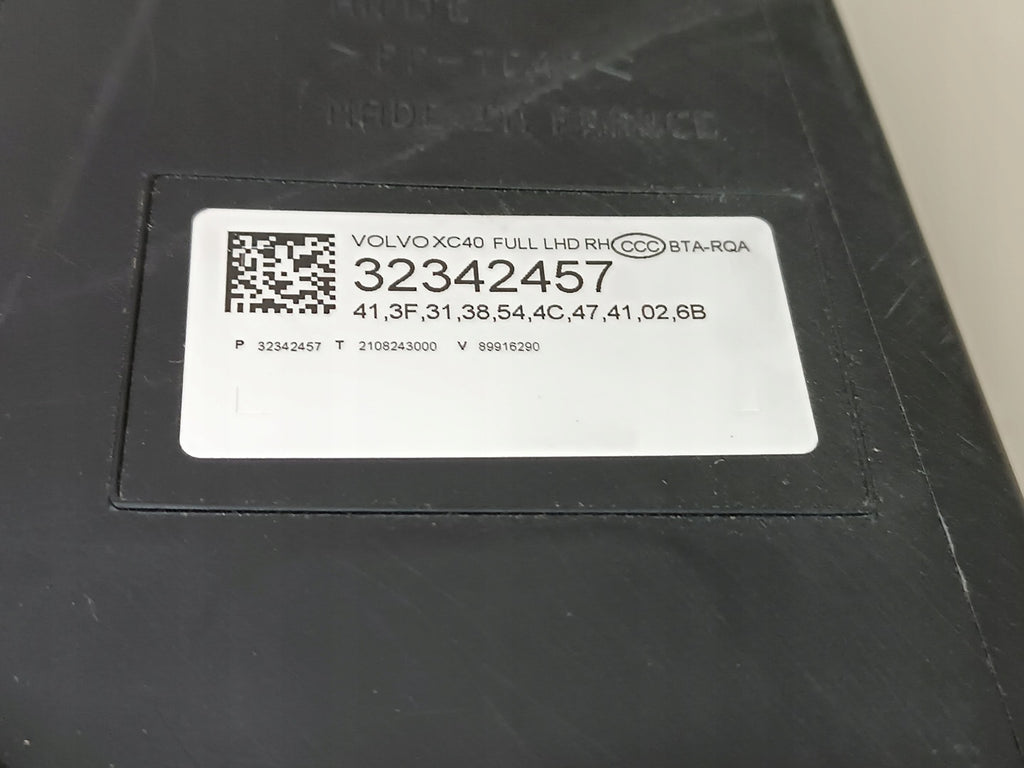 MADE IN FRANCE
VOLVO XC40 FULL LHD RH CCC BTA-RQA
32342457
41,3F,31,38,54,4C,47,41,02,6B
P 32342457 T 2108243000 V 89916290